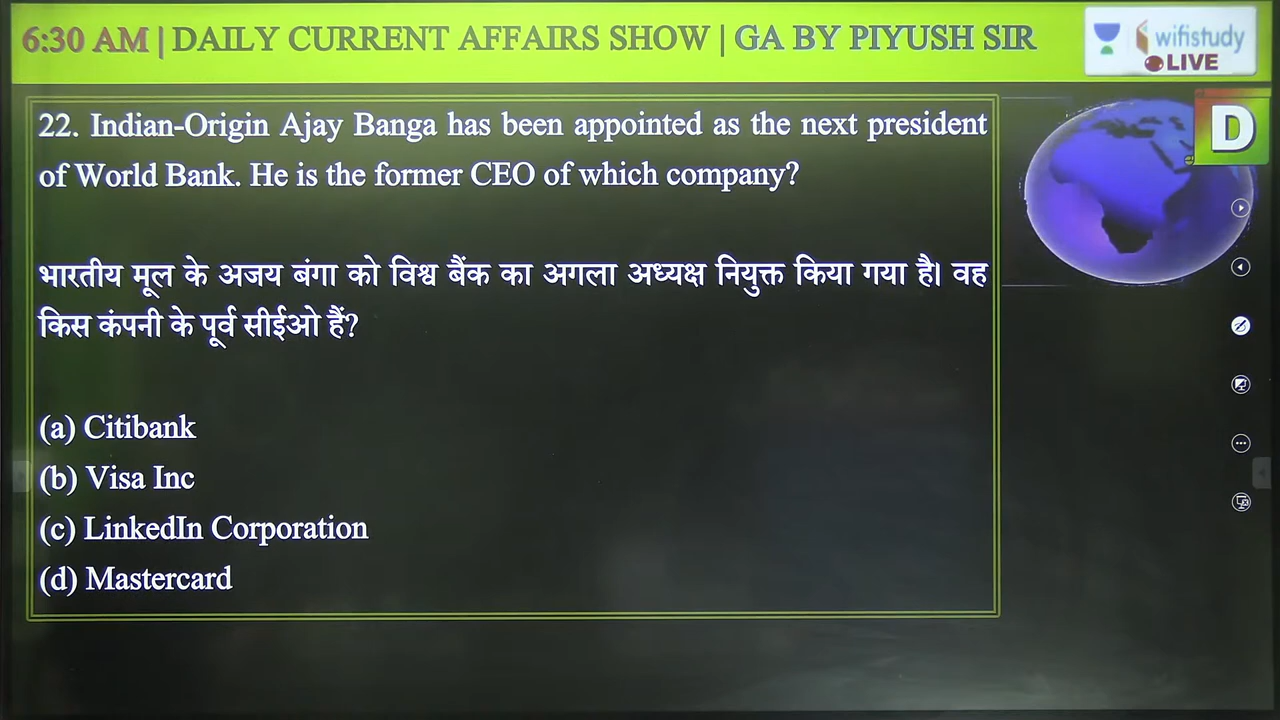 6:30 AM | DAILY CURRENT AFFAIRS SHOW | GA BY PIYUSH SIR
wifistudy
LIVE
D
22. Indian-Origin Ajay Banga has been appointed as the next president
of World Bank. He is the former CEO of which company?
भारतीय मूल के अजय बंगा को विश्व बैंक का अगला अध्यक्ष नियुक्त किया गया है। वह
किस कंपनी के पूर्व सीईओ हैं?
(a) Citibank
(b) Visa Inc
(c) LinkedIn Corporation
(d) Mastercard